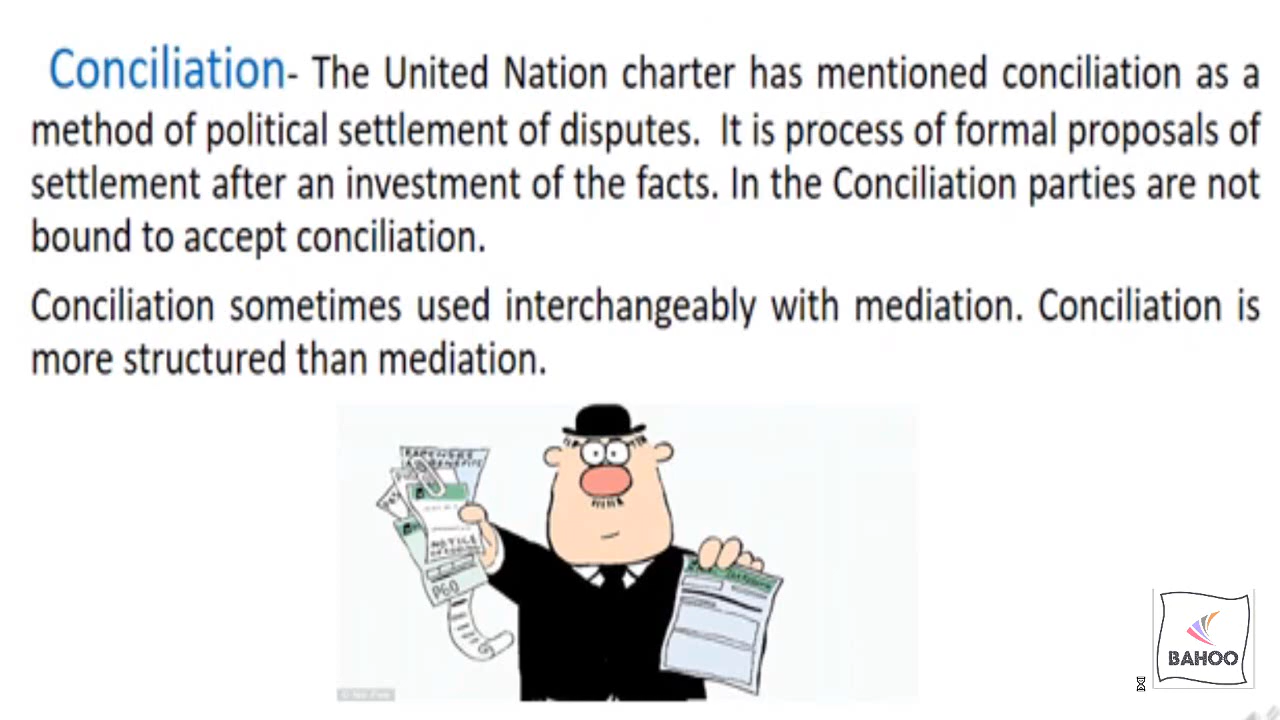 Conciliation- The United Nation charter has mentioned conciliation as a
method of political settlement of disputes. It is process of formal proposals of
settlement after an investment of the facts. In the Conciliation parties are not
bound to accept conciliation.
Conciliation sometimes used interchangeably with mediation. Conciliation is
more structured than mediation.
NOTICE
P60
BAHOO